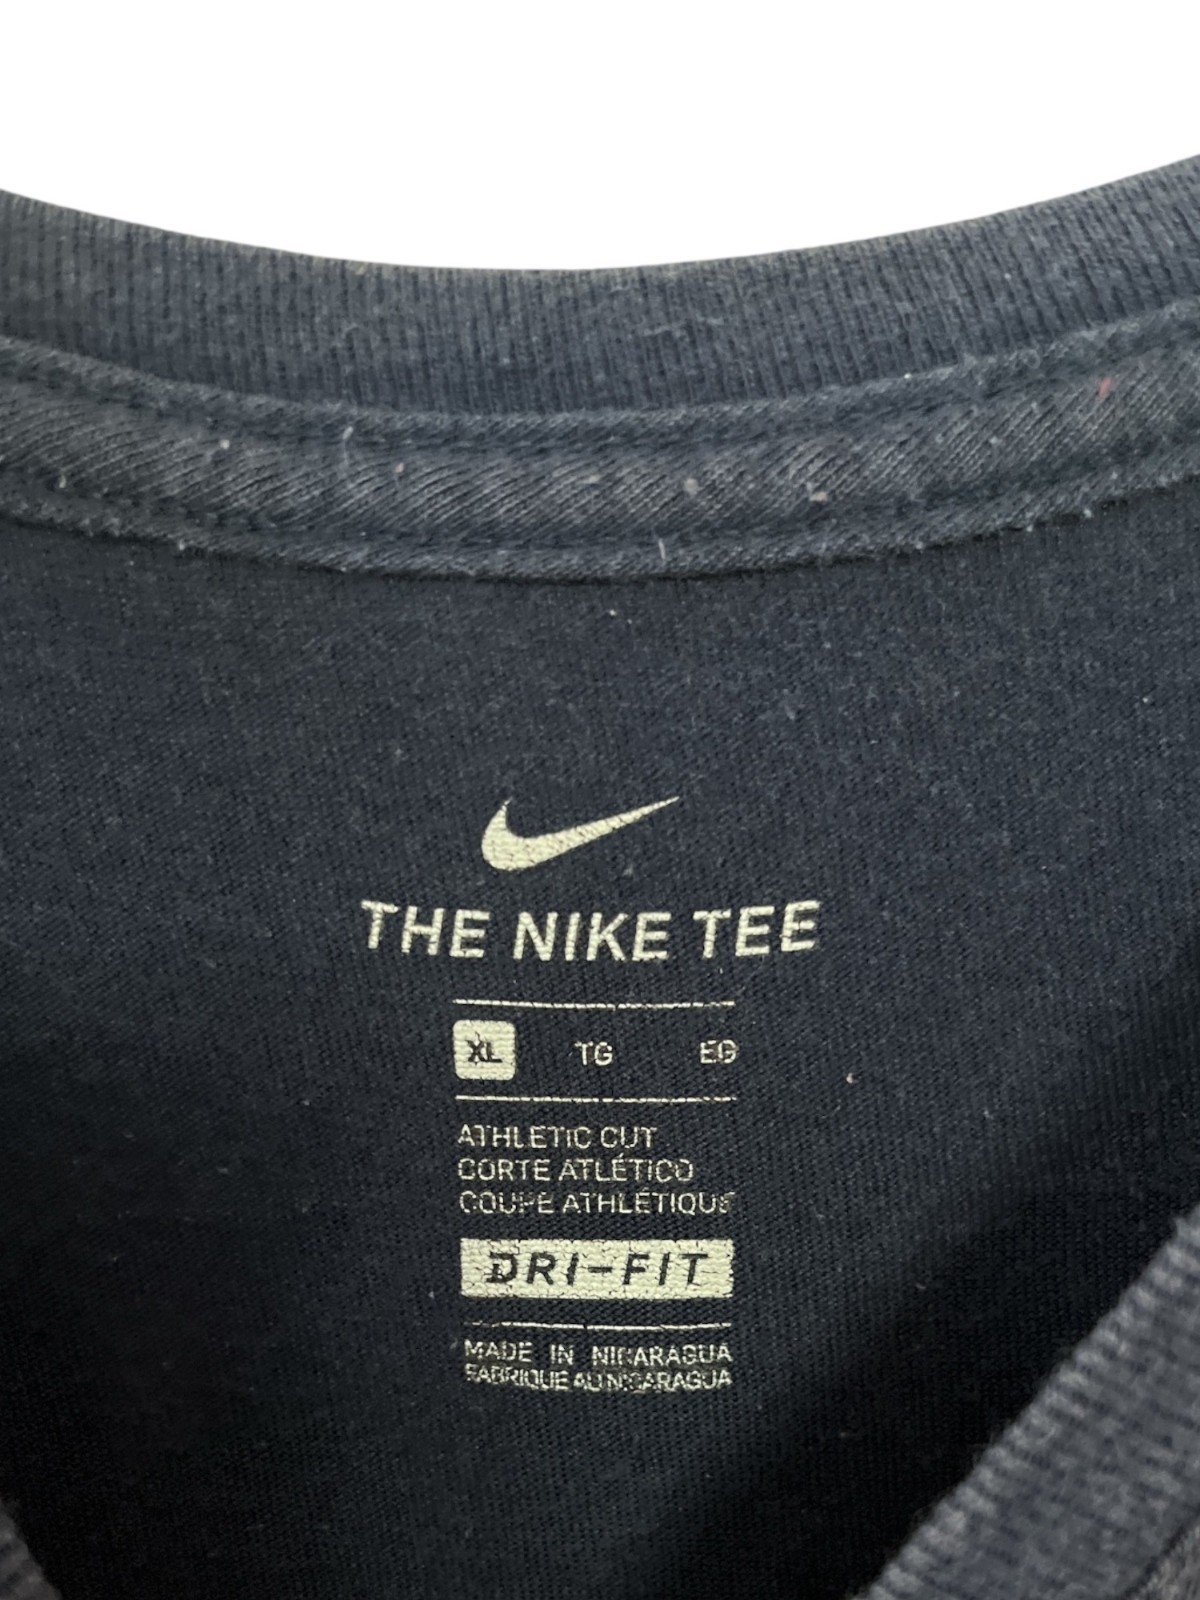 THE NIKE TEE
XL TG EG
ATHLETIC CUT
CORTE ATLÉTICO
COUPE ATHLÉTIQUE
DRI-FIT
MADE IN NICARAGUA
FABRIQUE AU NICARAGUA